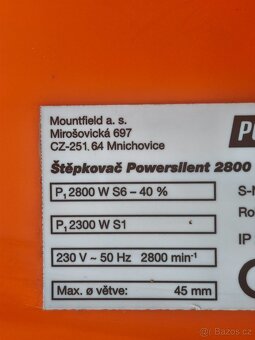 Mountfield a. s.
Mirošovická 697
CZ-251 64 Mnichovice
Štěpkovač Powersilent 2800
P₁ 2800 W S6 – 40 %
P₁ 2300 W S1
230 V ~ 50 Hz 2800 min⁻¹
Max. ø větve: 45 mm
IP
Bazos.cz